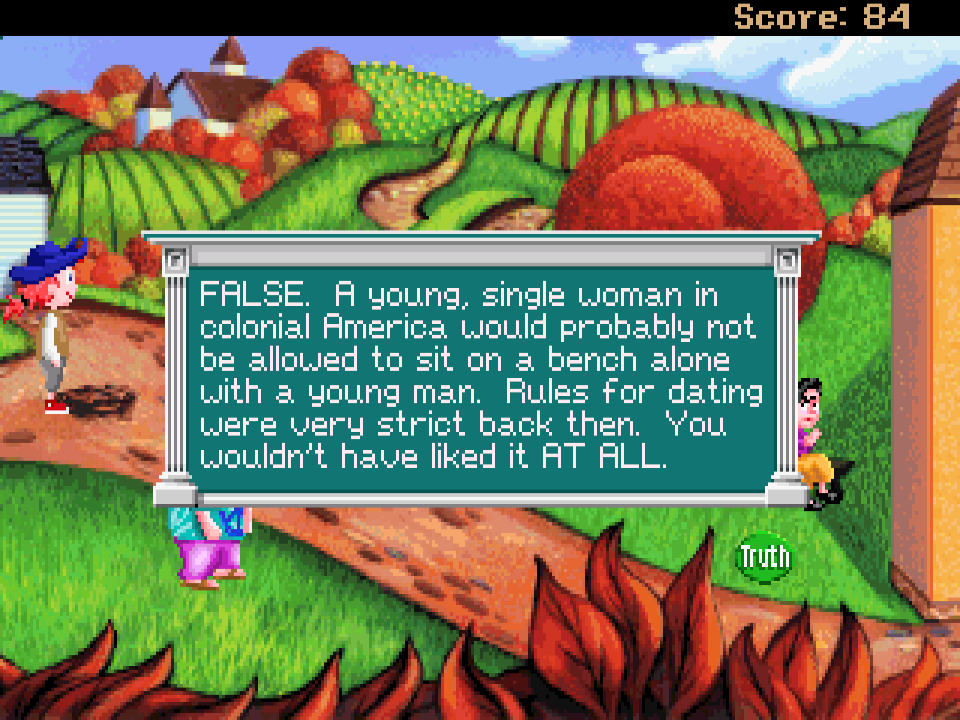 Score: 84
FALSE.  A young, single woman in
colonial America would probably not
be allowed to sit on a bench alone
with a young man.  Rules for dating
were very strict back then.  You
wouldn't have liked it AT ALL.
Truth